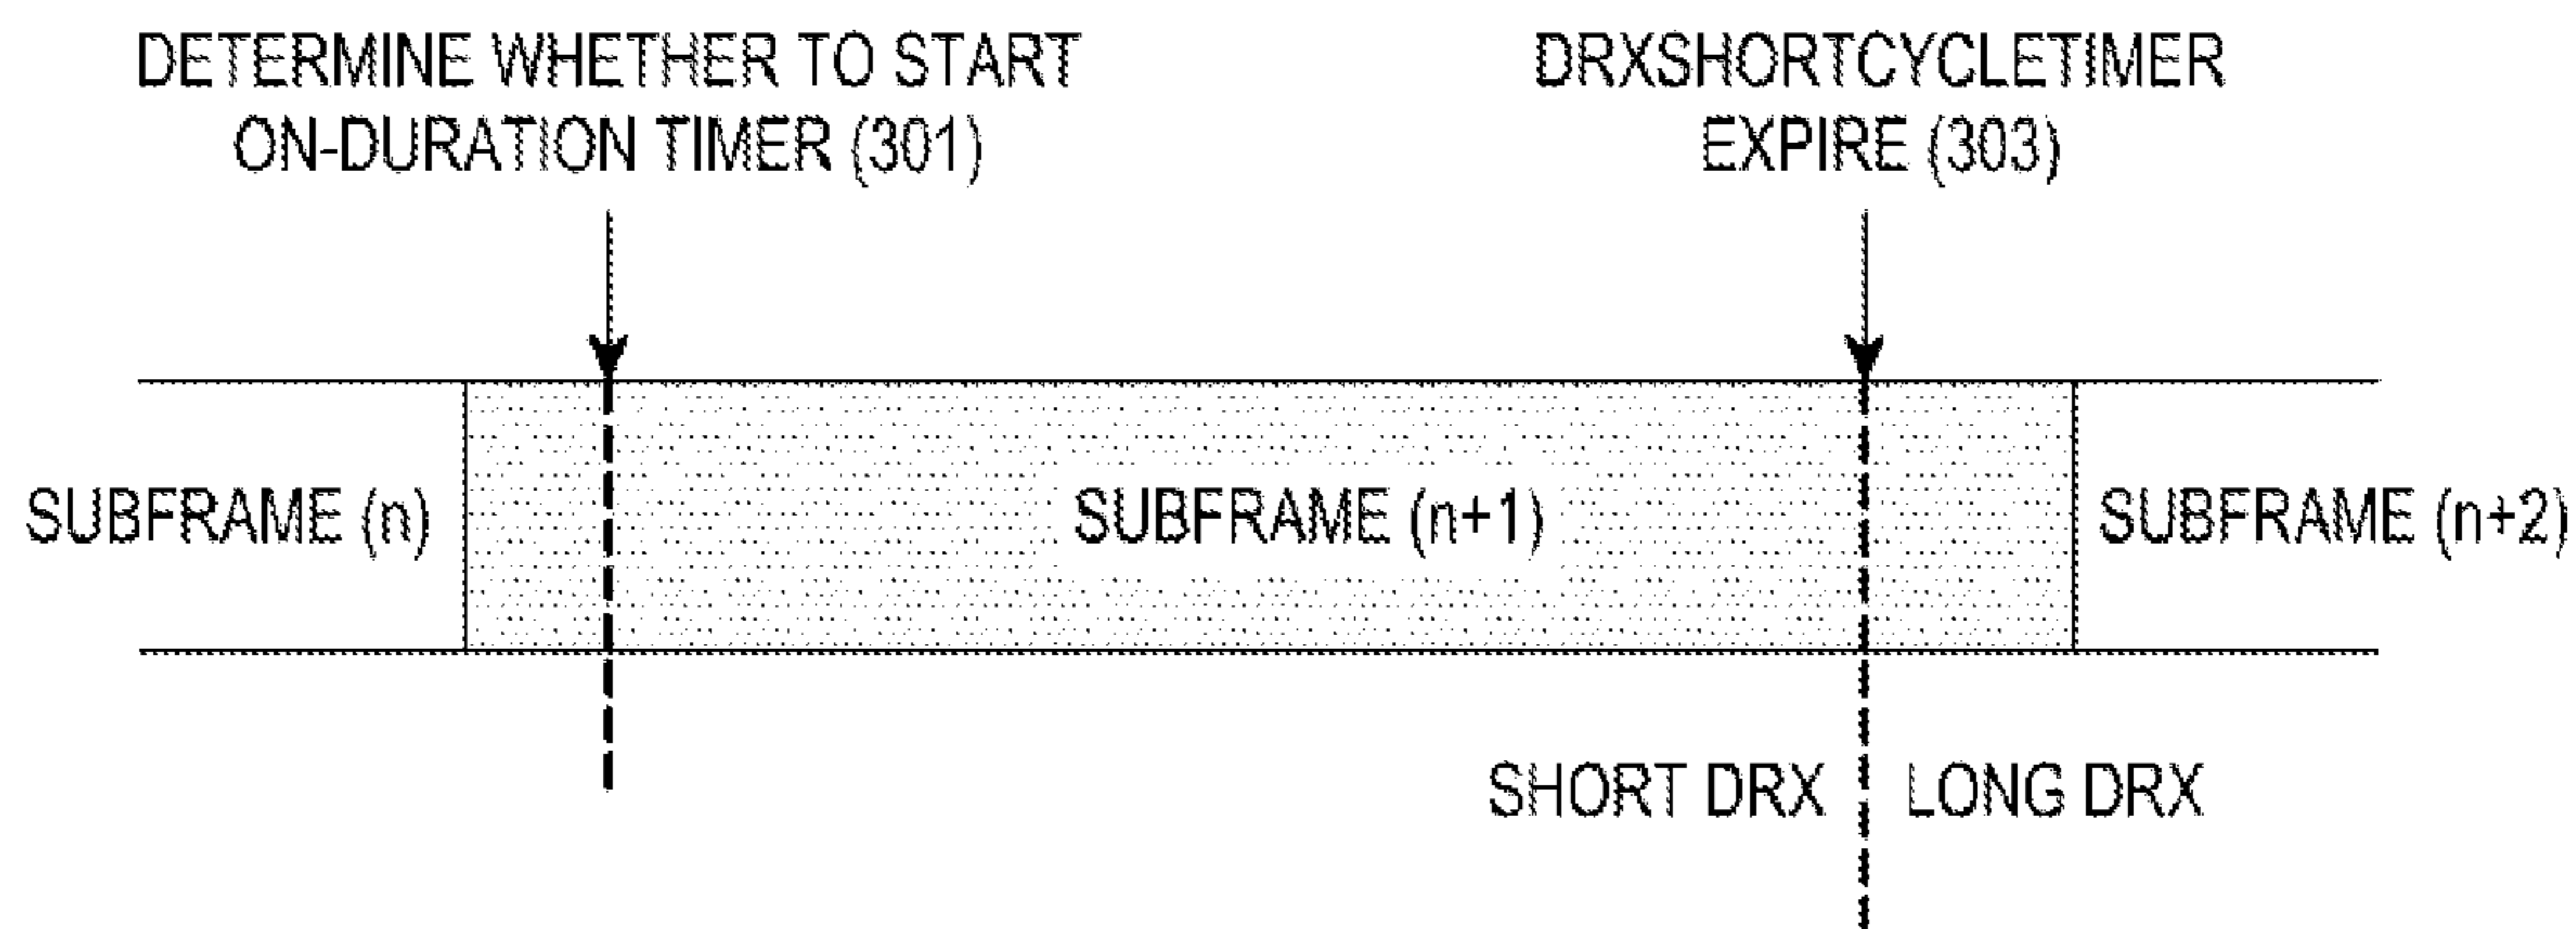 DETERMINE WHETHER TO START
ON-DURATION TIMER (301)
DRXSHORTCYCLETIMER
EXPIRE (303)
SUBFRAME (n)
SUBFRAME (n+1)
SUBFRAME (n+2)
SHORT DRX
LONG DRX